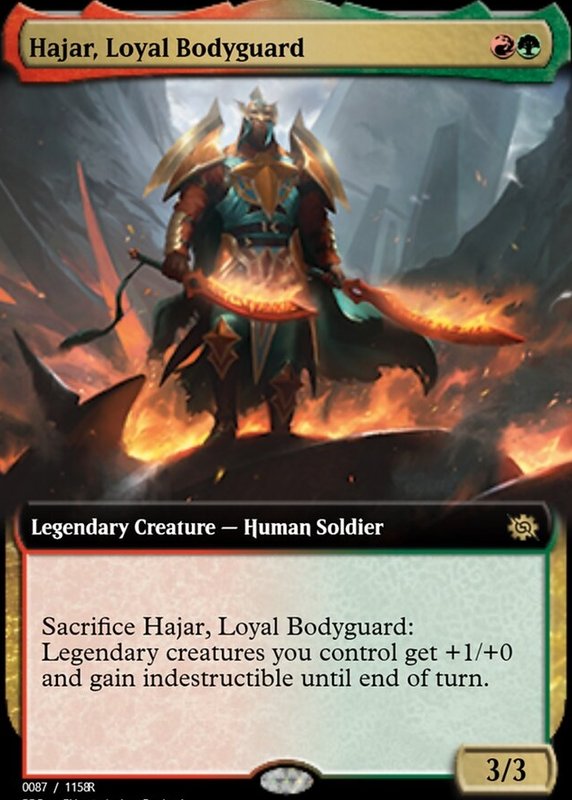 Hajar, Loyal Bodyguard
Legendary Creature — Human Soldier
Sacrifice Hajar, Loyal Bodyguard:
Legendary creatures you control get +1/+0
and gain indestructible until end of turn.
3/3
0087 / 1158R